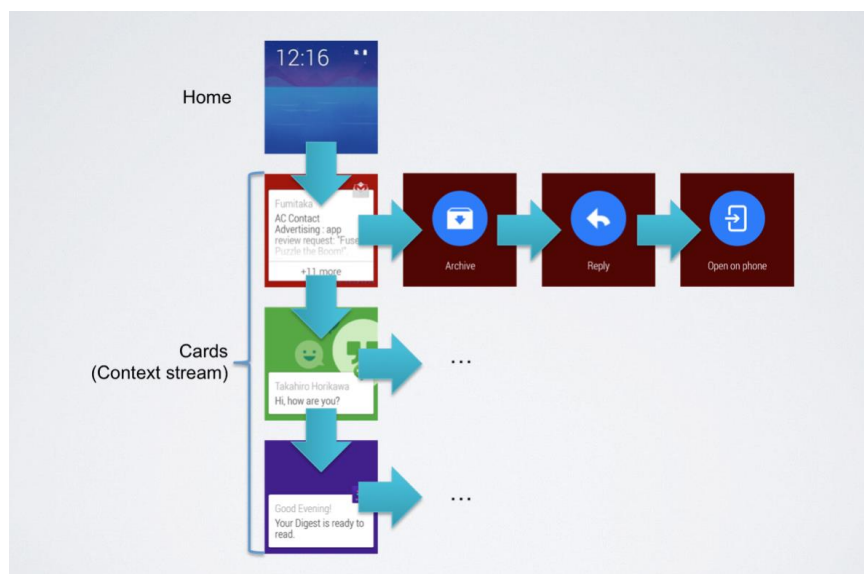 12:16
Home
Fumitaka
AC Contact
Advertising : app
review request: "Fuse
Puzzle the Boom!".
+11 more
Archive
Reply
Open on phone
Cards
(Context stream)
Takahiro Horikawa
Hi, how are you?
...
Good Evening!
Your Digest is ready to
read.
...